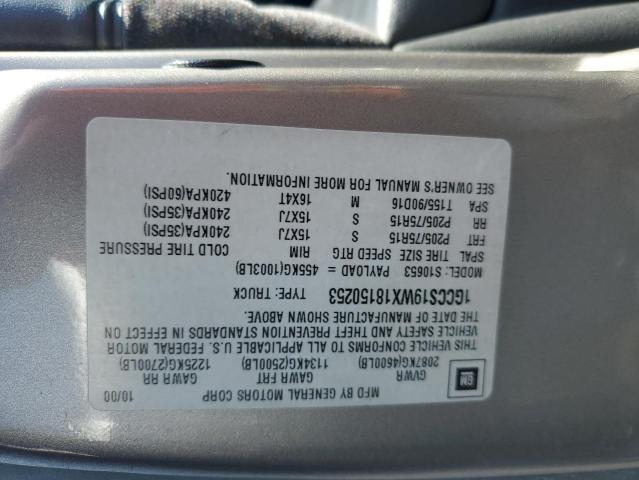 MFD BY GENERAL MOTORS CORP 10/00
GM
GVWR GAWR FRT GAWR RR
2087KG(4600LB) 1134KG(2500LB) 1225KG(2700LB)
THIS VEHICLE CONFORMS TO ALL APPLICABLE U.S. FEDERAL MOTOR
VEHICLE SAFETY AND THEFT PREVENTION STANDARDS IN EFFECT ON
THE DATE OF MANUFACTURE SHOWN ABOVE.
1GCCS19WX18150253 TYPE: TRUCK
MODEL: S10653 PAYLOAD = 455KG(1003LB)
SPAL TIRE SIZE SPEED RTG RIM COLD TIRE PRESSURE
FRT P205/75R15 S 15X7J 240KPA(35PSI)
RR P205/75R15 S 15X7J 240KPA(35PSI)
SPA T155/90D16 M 16X4T 420KPA(60PSI)
SEE OWNER'S MANUAL FOR MORE INFORMATION.